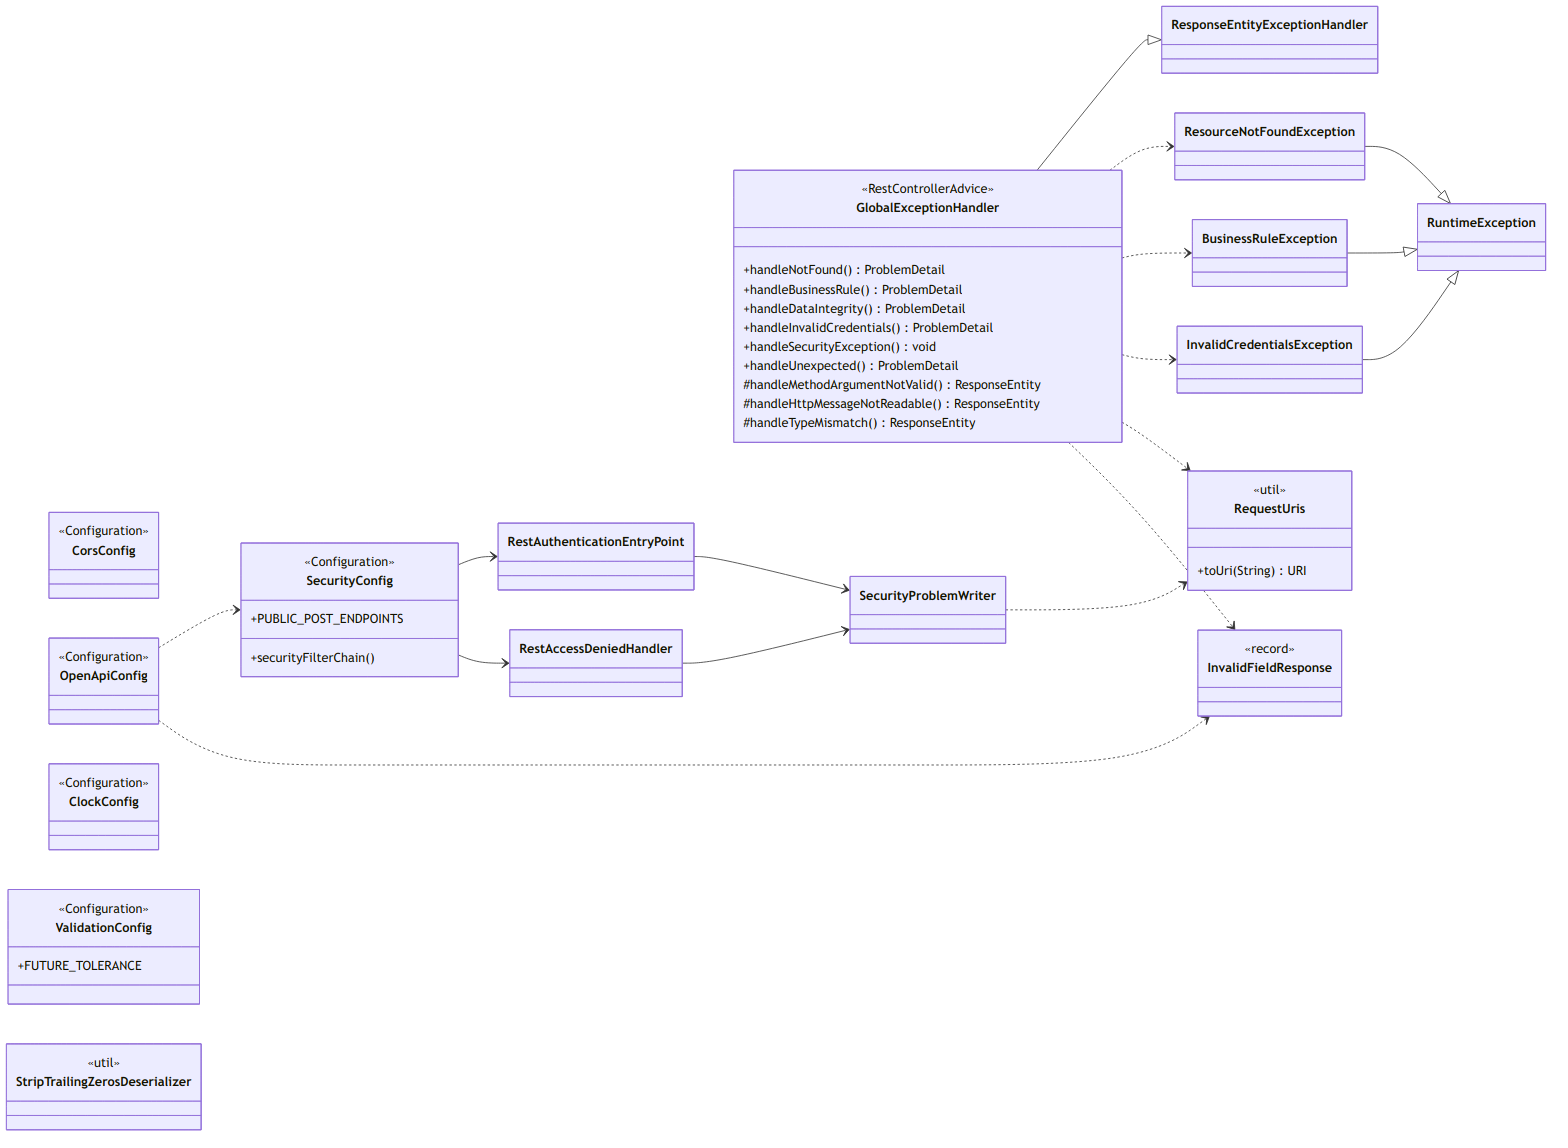 ResponseEntityExceptionHandler
ResourceNotFoundException
«RestControllerAdvice»
GlobalExceptionHandler
+handleNotFound() : ProblemDetail
+handleBusinessRule() : ProblemDetail
+handleDataIntegrity() : ProblemDetail
+handleInvalidCredentials() : ProblemDetail
+handleSecurityException() : void
+handleUnexpected() : ProblemDetail
#handleMethodArgumentNotValid() : ResponseEntity
#handleHttpMessageNotReadable() : ResponseEntity
#handleTypeMismatch() : ResponseEntity
BusinessRuleException
RuntimeException
InvalidCredentialsException
«util»
RequestUris
+toUri(String) : URI
«Configuration»
CorsConfig
«Configuration»
SecurityConfig
+PUBLIC_POST_ENDPOINTS
+securityFilterChain()
RestAuthenticationEntryPoint
SecurityProblemWriter
RestAccessDeniedHandler
«record»
InvalidFieldResponse
«Configuration»
OpenApiConfig
«Configuration»
ClockConfig
«Configuration»
ValidationConfig
+FUTURE_TOLERANCE
«util»
StripTrailingZerosDeserializer